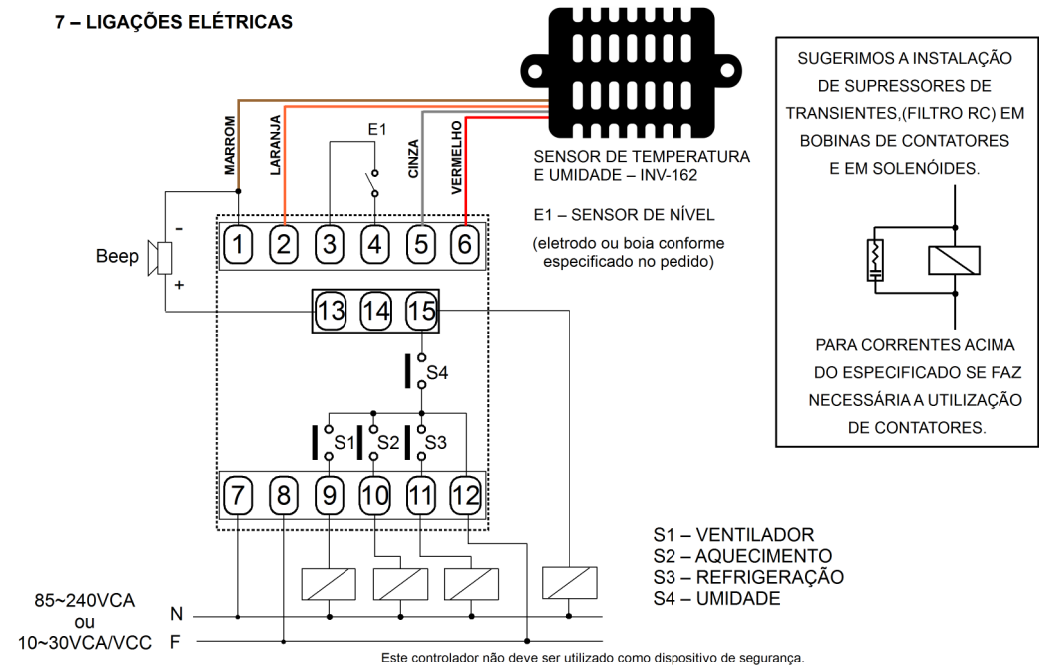 7 – LIGAÇÕES ELÉTRICAS
MARROM
LARANJA
E1
CINZA
VERMELHO
SENSOR DE TEMPERATURA
E UMIDADE – INV-162
E1 – SENSOR DE NÍVEL
(eletrodo ou boia conforme
especificado no pedido)
SUGERIMOS A INSTALAÇÃO
DE SUPRESSORES DE
TRANSIENTES,(FILTRO RC) EM
BOBINAS DE CONTATORES
E EM SOLENÓIDES.
PARA CORRENTES ACIMA
DO ESPECIFICADO SE FAZ
NECESSÁRIA A UTILIZAÇÃO
DE CONTATORES.
1 2 3 4 5 6
-
Beep
+
13 14 15
S4
S1 S2 S3
7 8 9 10 11 12
S1 – VENTILADOR
S2 – AQUECIMENTO
S3 – REFRIGERAÇÃO
S4 – UMIDADE
85~240VCA
ou
10~30VCA/VCC
N
F
Este controlador não deve ser utilizado como dispositivo de segurança.